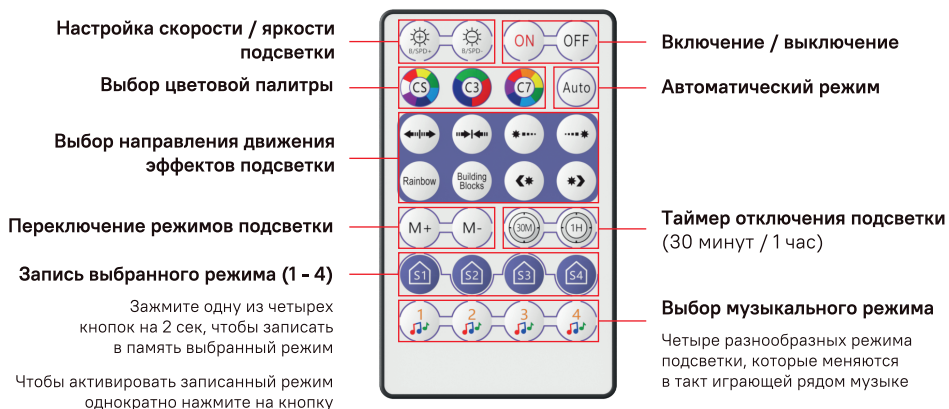 Настройка скорости / яркости
подсветки
Выбор цветовой палитры
Выбор направления движения
эффектов подсветки
Переключение режимов подсветки
Запись выбранного режима (1 - 4)
Зажмите одну из четырех
кнопок на 2 сек, чтобы записать
в память выбранный режим
Чтобы активировать записанный режим
однократно нажмите на кнопку
B/SPD+ B/SPD- ON OFF
CS C3 C7 Auto
Rainbow Building
Blocks
M+ M- 30M 1H
S1 S2 S3 S4
1 2 3 4
Включение / выключение
Автоматический режим
Таймер отключения подсветки
(30 минут / 1 час)
Выбор музыкального режима
Четыре разнообразных режима
подсветки, которые меняются
в такт играющей рядом музыке